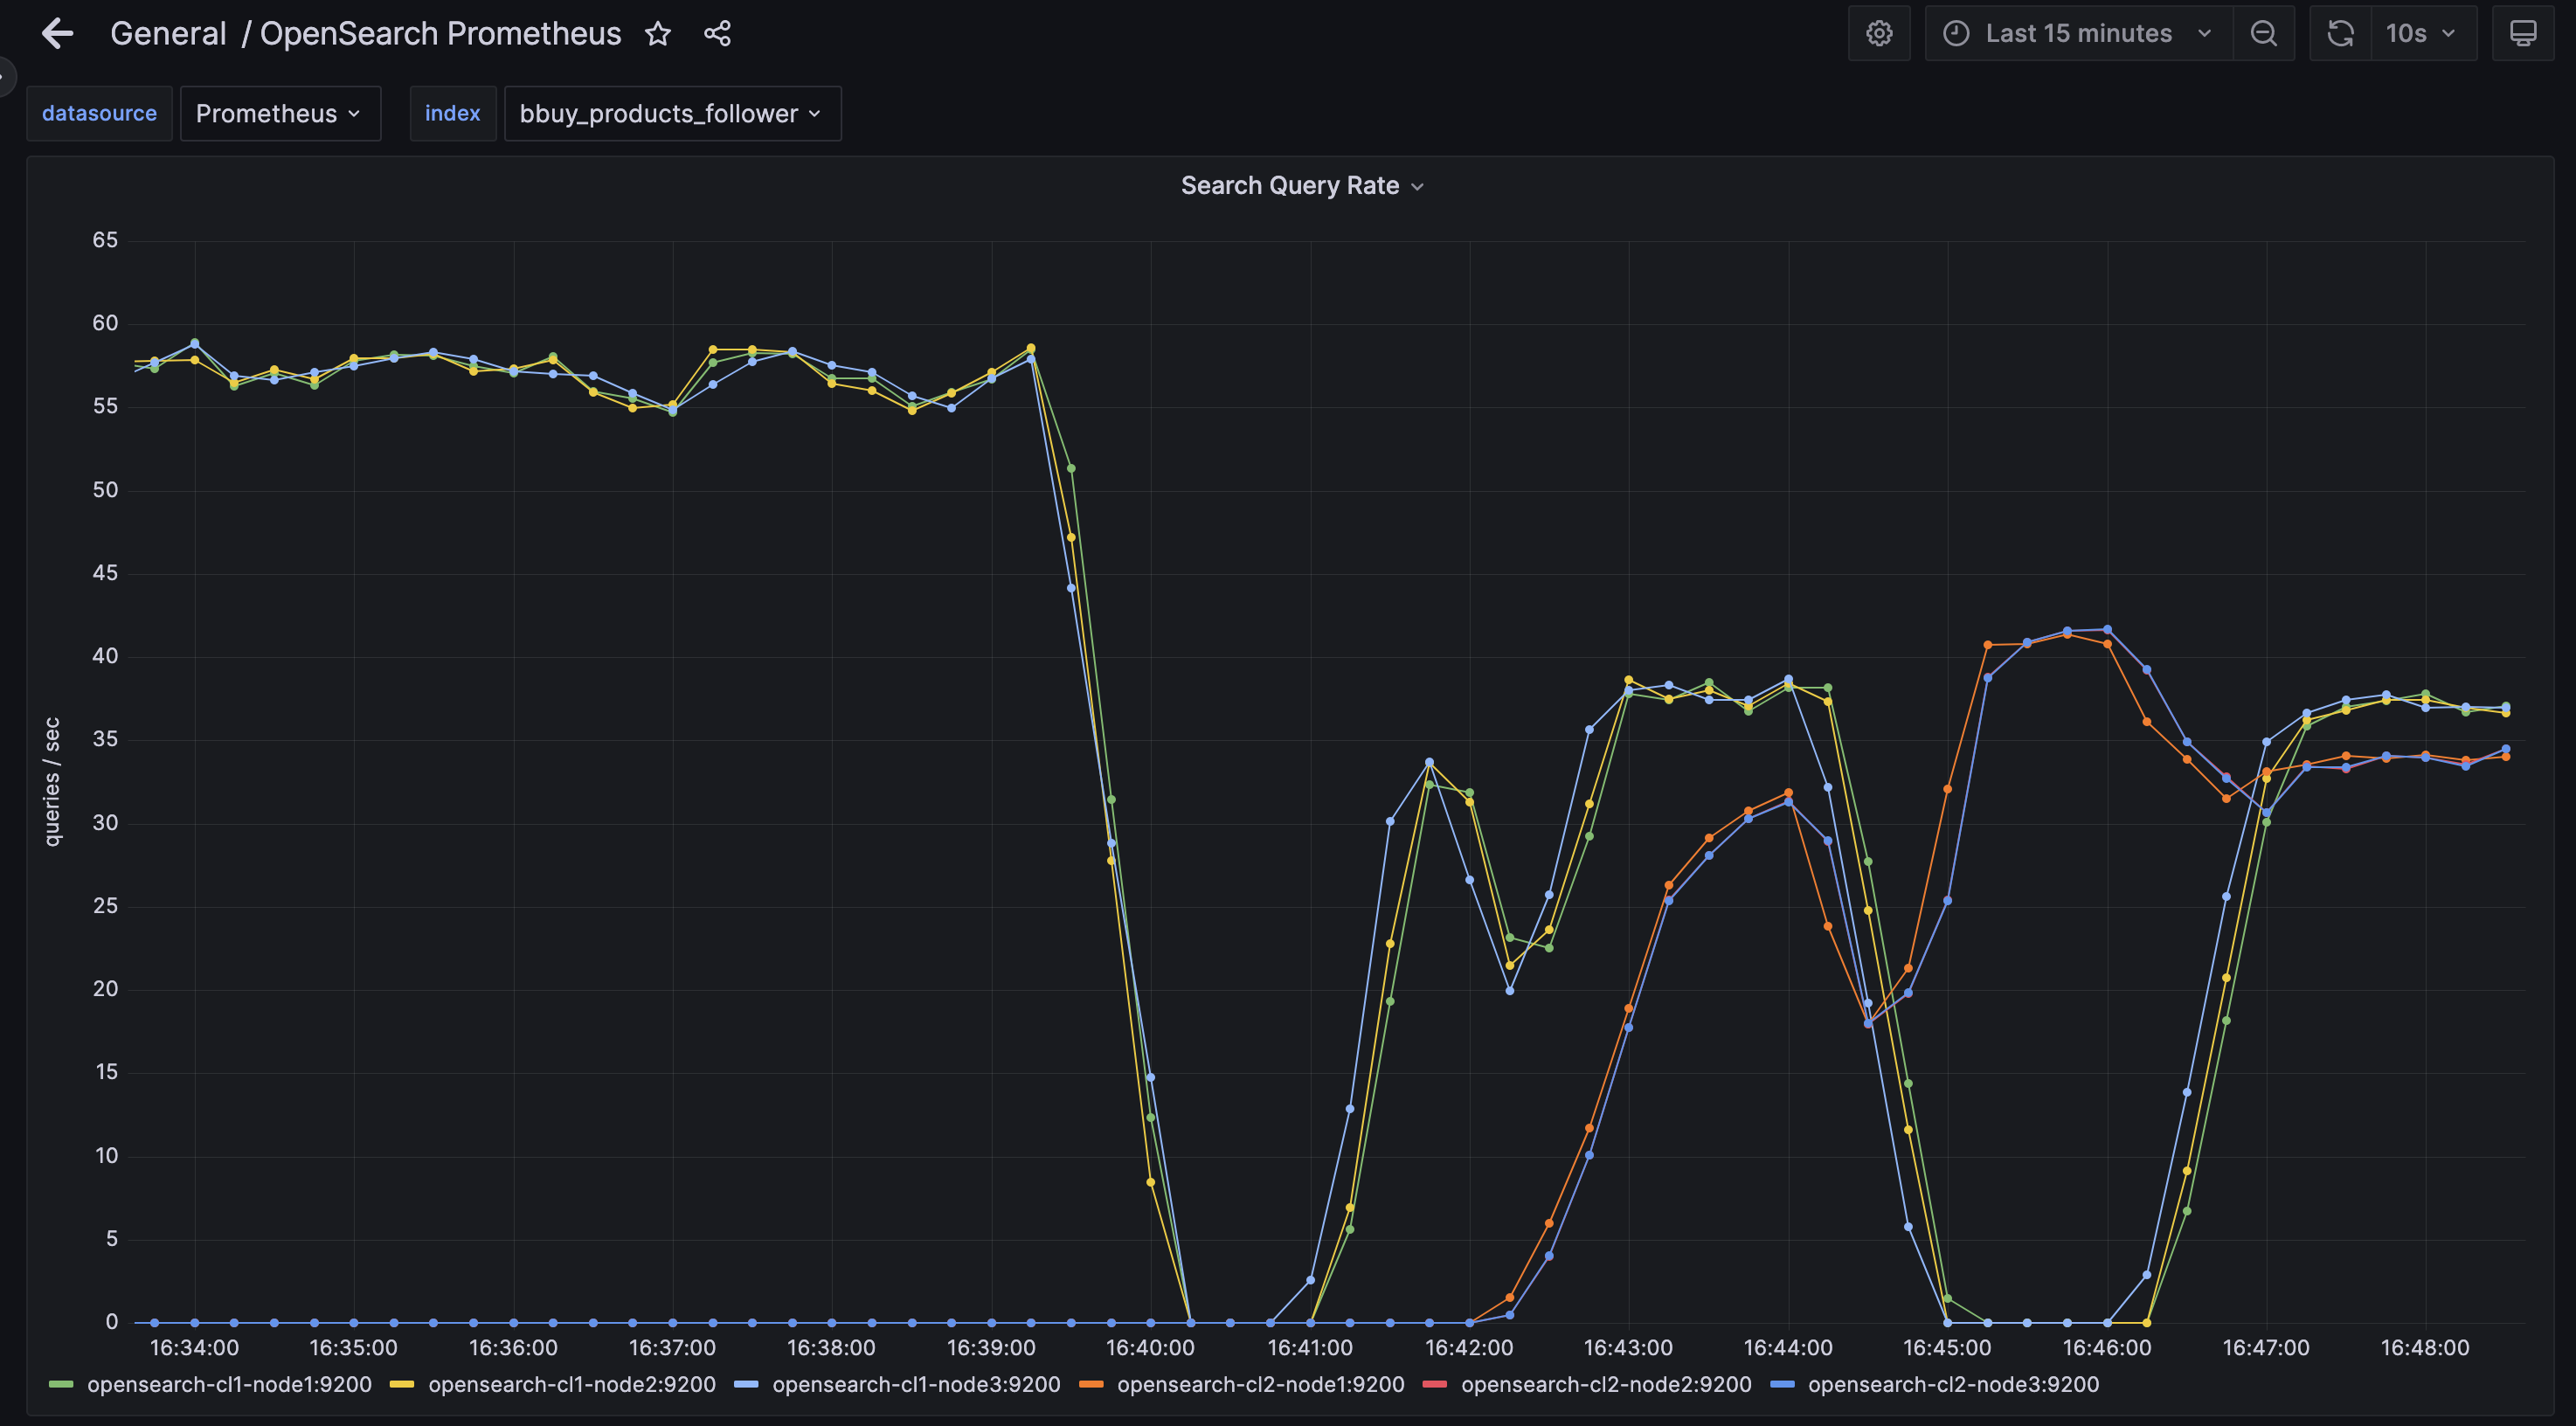 General / OpenSearch Prometheus
Last 15 minutes
10s
datasource
Prometheus
index
bbuy_products_follower
Search Query Rate
65
60
55
50
45
40
35
30
25
20
15
10
5
0
queries / sec
16:34:00 16:35:00 16:36:00 16:37:00 16:38:00 16:39:00 16:40:00 16:41:00 16:42:00 16:43:00 16:44:00 16:45:00 16:46:00 16:47:00 16:48:00
opensearch-cl1-node1:9200 opensearch-cl1-node2:9200 opensearch-cl1-node3:9200 opensearch-cl2-node1:9200 opensearch-cl2-node2:9200 opensearch-cl2-node3:9200